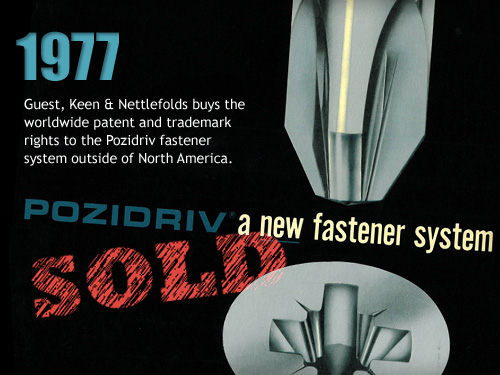 1977
Guest, Keen & Nettlefolds buys the
worldwide patent and trademark
rights to the Pozidriv fastener
system outside of North America.
POZIDRIV® a new fastener system
SOLD